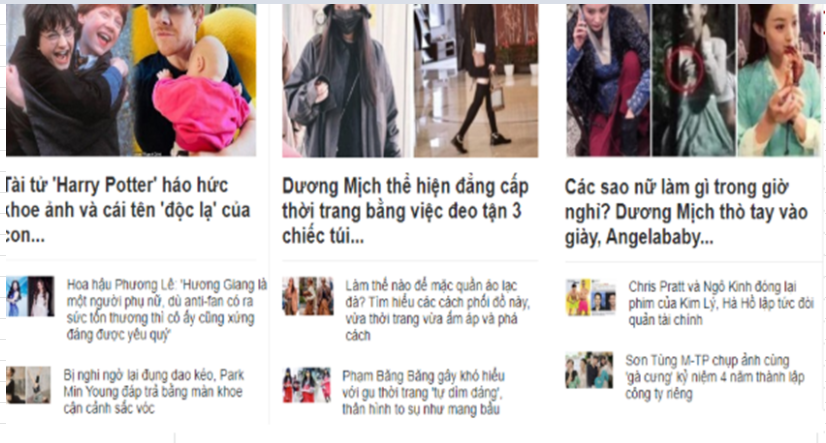 Tài tử 'Harry Potter' háo hức
khoe ảnh và cái tên 'độc lạ' của
con...
Hoa hậu Phương Lê: 'Hương Giang là
một người phụ nữ, dù anti-fan có ra
sức tổn thương thì cô ấy cũng xứng
đáng được yêu quý'
Bị nghi ngờ lại đụng dao kéo, Park
Min Young đáp trả bằng màn khoe
cận cảnh sắc vóc
Dương Mịch thể hiện đẳng cấp
thời trang bằng việc đeo tận 3
chiếc túi...
Làm thế nào để mặc quần áo lạc
đà? Tìm hiểu các cách phối đồ này,
vừa thời trang vừa ấm áp và phá
cách
Phạm Băng Băng gây khó hiểu
với gu thời trang 'tự dìm dáng',
thân hình to sụ như mang bầu
Các sao nữ làm gì trong giờ
nghỉ? Dương Mịch thò tay vào
giày, Angelababy...
Chris Pratt và Ngô Kinh đóng lại
phim của Kim Lý, Hà Hồ lập tức đòi
quản tài chính
Sơn Tùng M-TP chụp ảnh cùng
'gà cưng' kỷ niệm 4 năm thành lập
công ty riêng